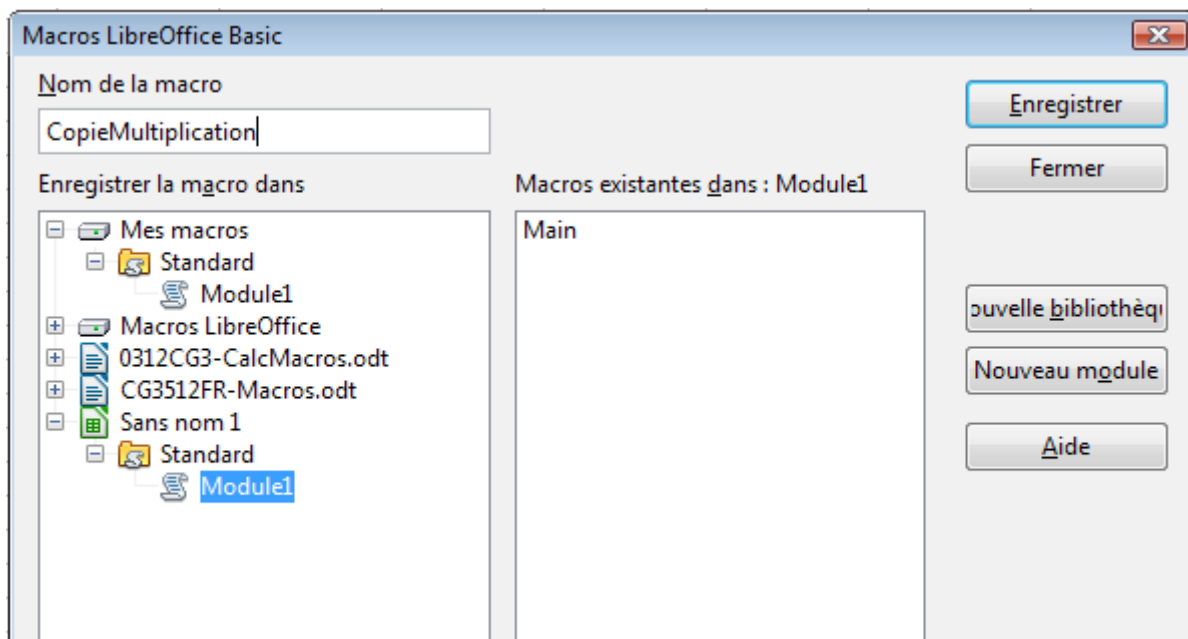 Macros LibreOffice Basic
Nom de la macro
CopieMultiplication
Enregistrer la macro dans
Mes macros
Standard
Module1
Macros LibreOffice
0312CG3-CalcMacros.odt
CG3512FR-Macros.odt
Sans nom 1
Standard
Module1
Macros existantes dans : Module1
Main
Enregistrer
Fermer
ouvelle bibliothèqu
Nouveau module
Aide